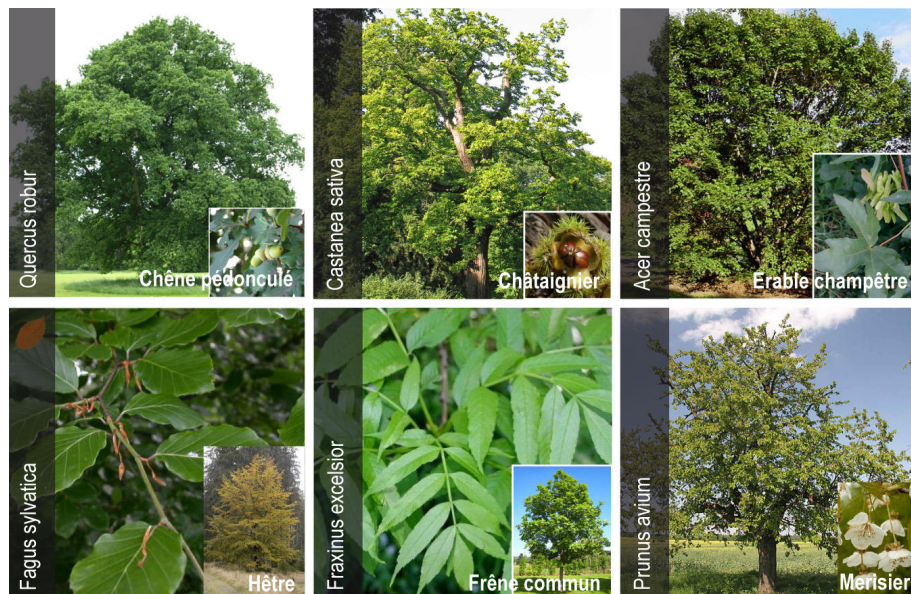 Quercus robur
Chêne pédonculé
Castanea sativa
Châtaignier
Acer campestre
Erable champêtre
Fagus sylvatica
Hêtre
Fraxinus excelsior
Frêne commun
Prunus avium
Merisier